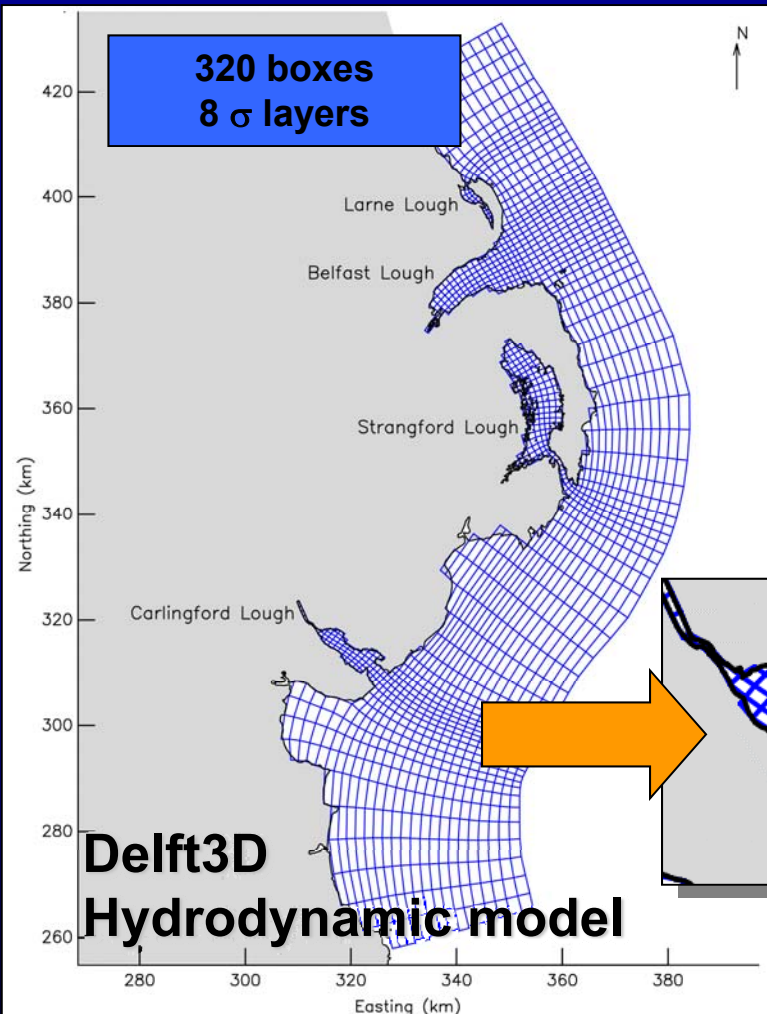 320 boxes
8 σ layers
N
420
400
380
360
340
320
300
280
260
Northing (km)
Larne Lough
Belfast Lough
Strangford Lough
Carlingford Lough
Delft3D
Hydrodynamic model
280
300
320
340
360
380
Easting (km)